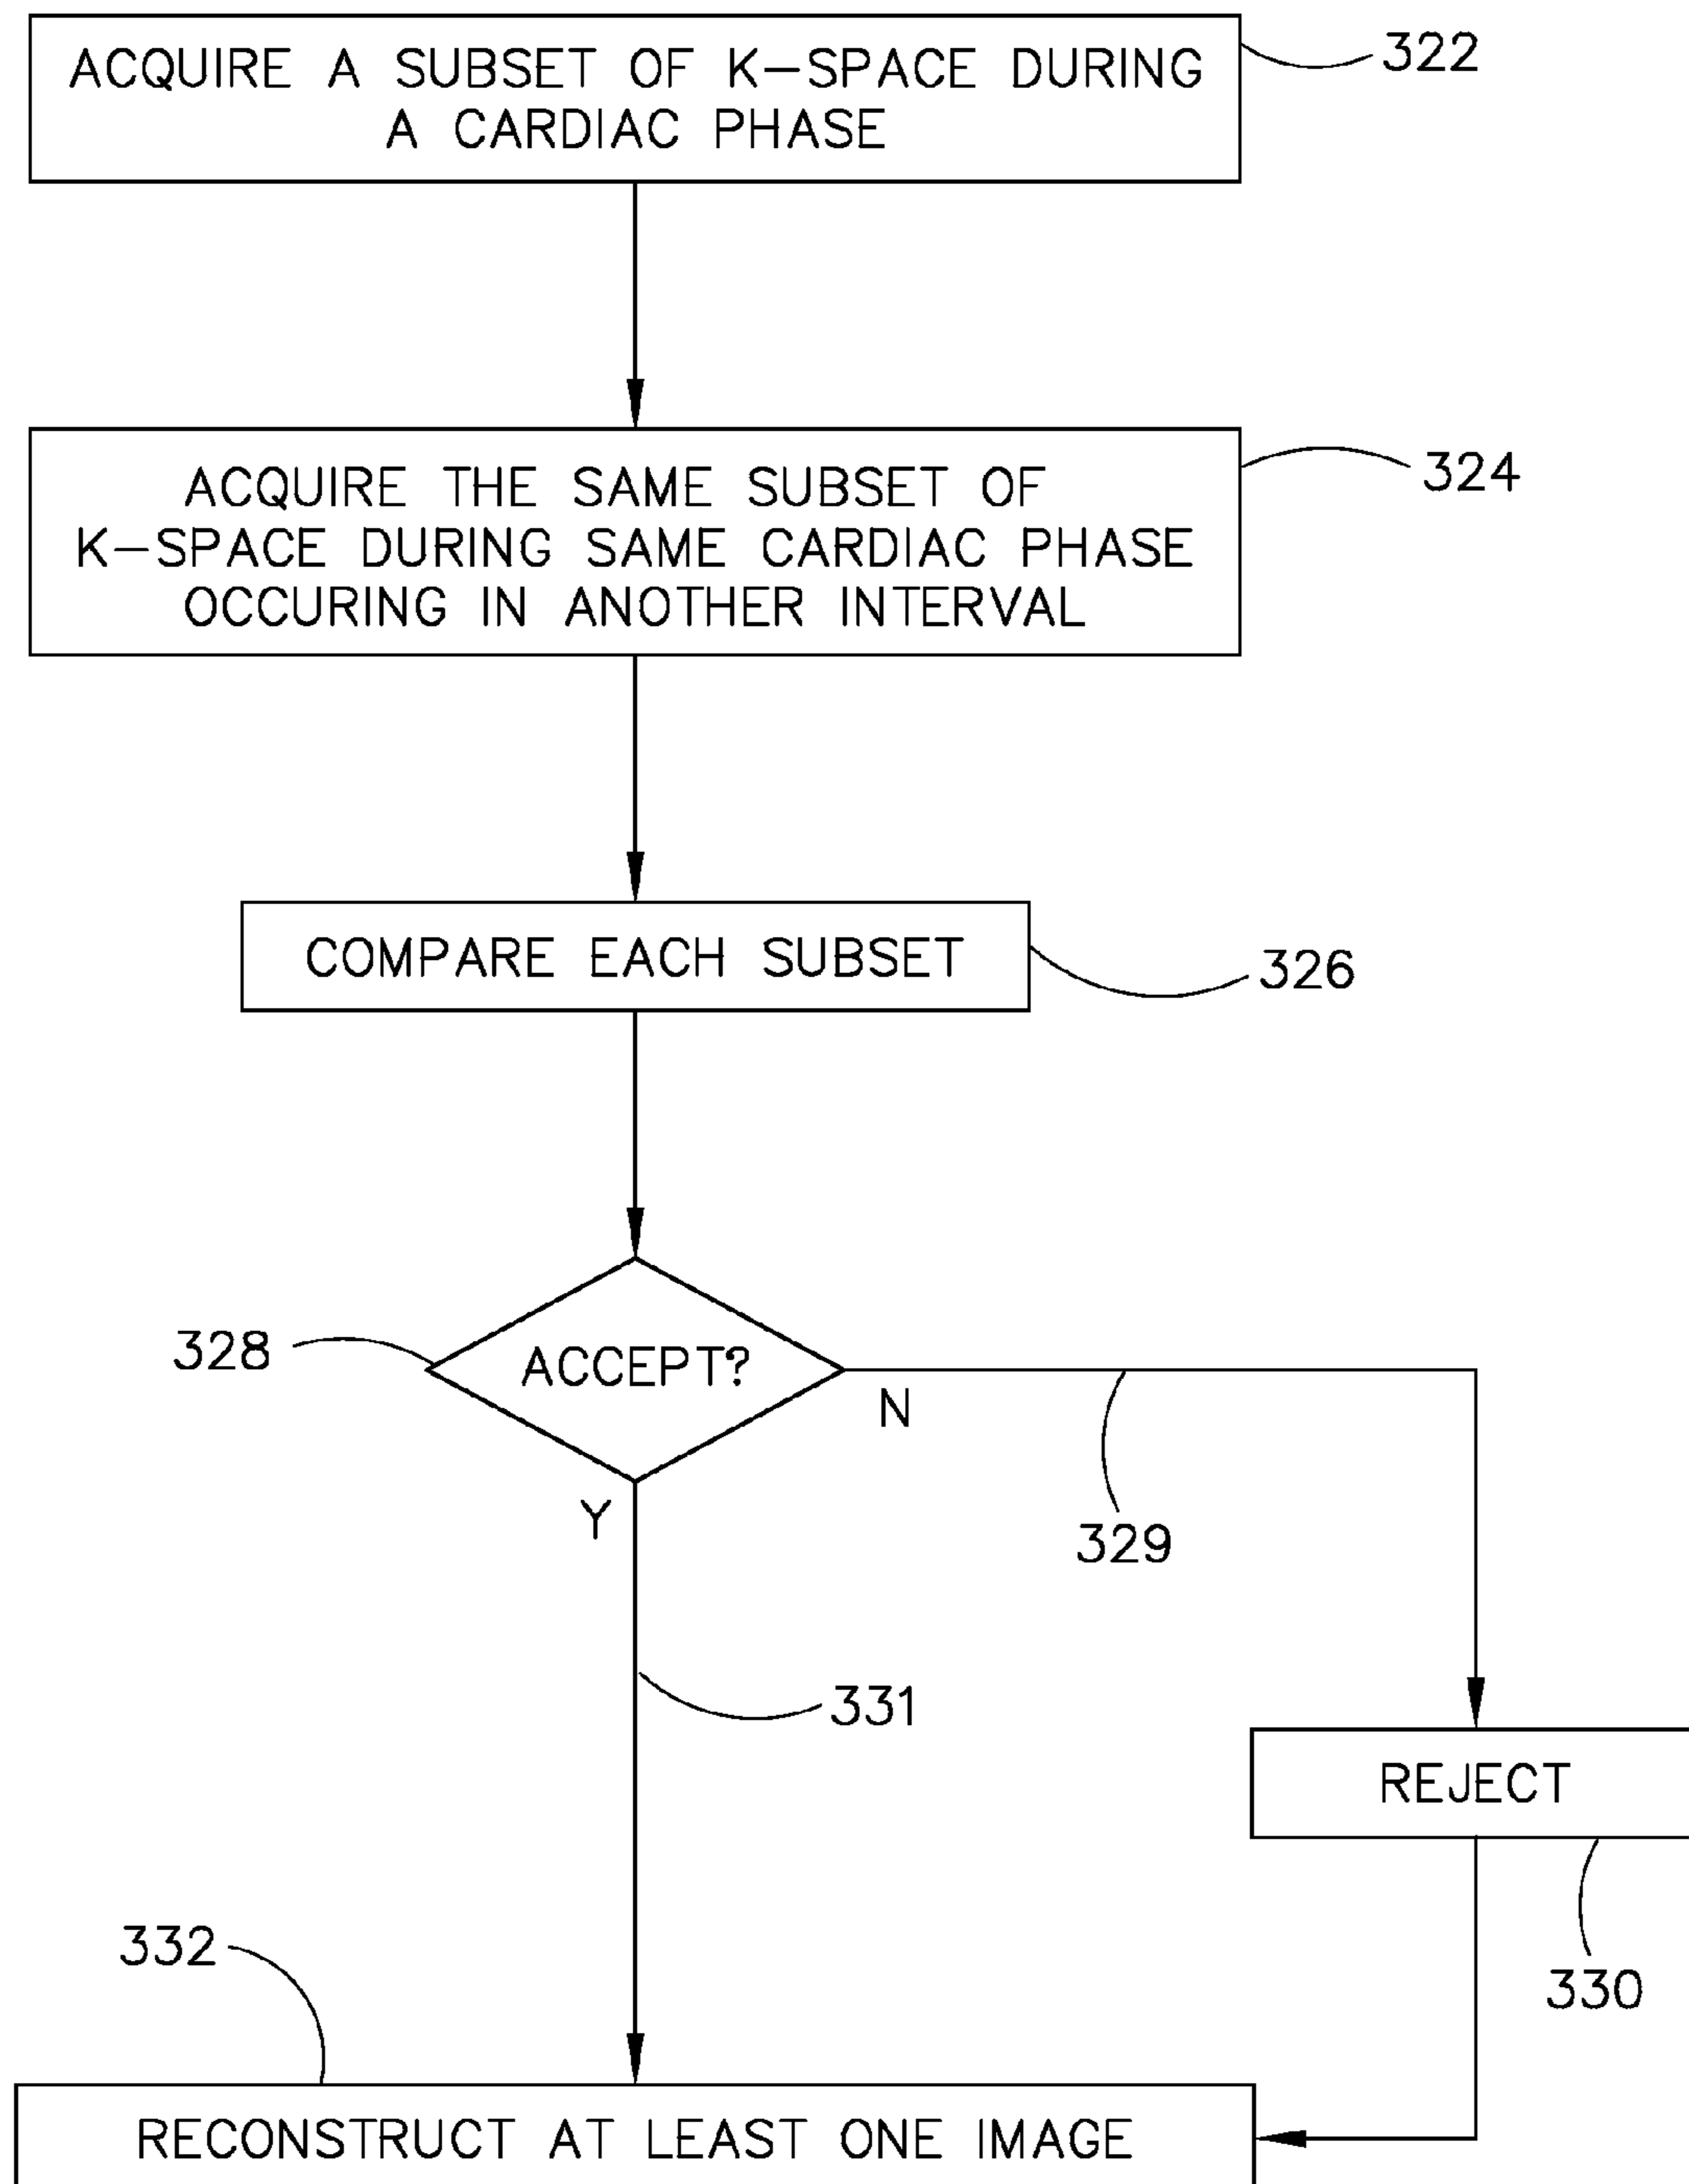 ACQUIRE A SUBSET OF K-SPACE DURING
A CARDIAC PHASE
322
ACQUIRE THE SAME SUBSET OF
K-SPACE DURING SAME CARDIAC PHASE
OCCURING IN ANOTHER INTERVAL
324
COMPARE EACH SUBSET
326
328
ACCEPT?
N
329
Y
331
REJECT
330
332
RECONSTRUCT AT LEAST ONE IMAGE